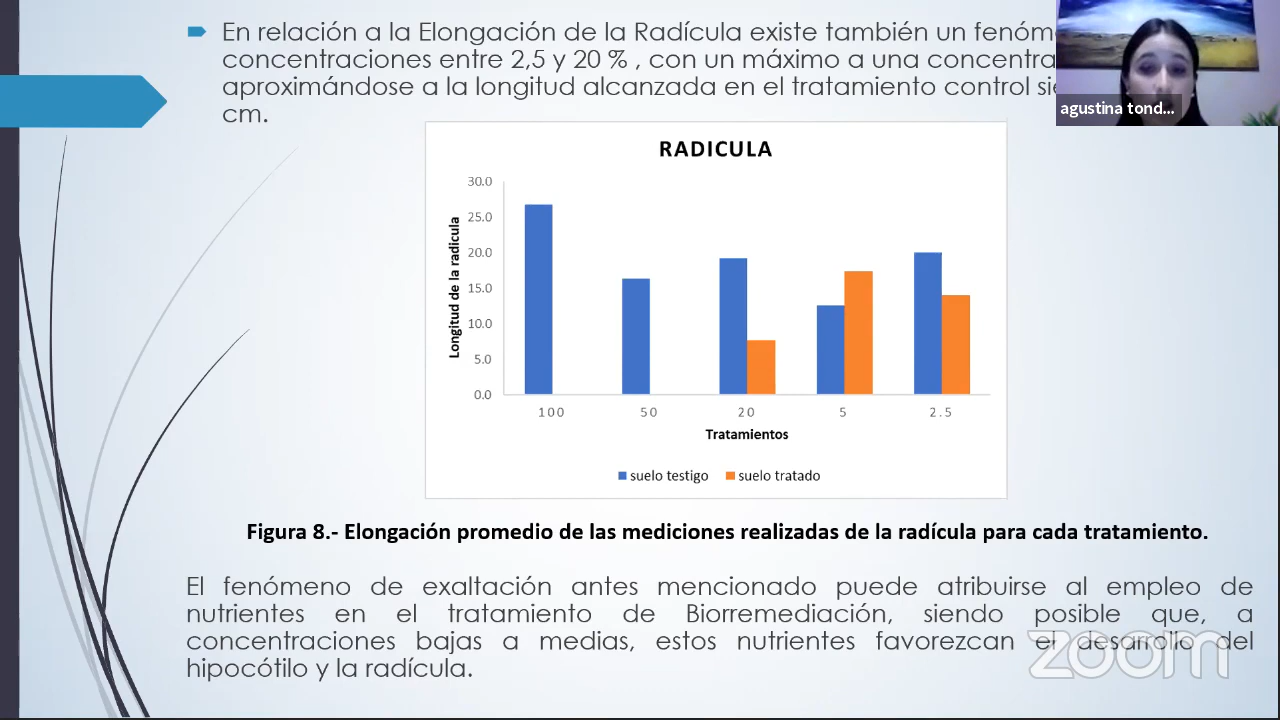 En relación a la Elongación de la Radícula existe también un
concentraciones entre 2,5 y 20 % , con un máximo a una
aproximándose a la longitud alcanzada en el tratamiento control
cm.
agustina tond...
RADICULA
Longitud de la radicula
30.0
25.0
20.0
15.0
10.0
5.0
0.0
100 50 20 5 2.5
Tratamientos
suelo testigo suelo tratado
Figura 8.- Elongación promedio de las mediciones realizadas de la radícula para cada tratamiento.
El fenómeno de exaltación antes mencionado puede atribuirse al empleo de
nutrientes en el tratamiento de Biorremediación, siendo posible que, a
concentraciones bajas a medias, estos nutrientes favorezcan el desarrollo del
hipocótilo y la radícula.
zoom